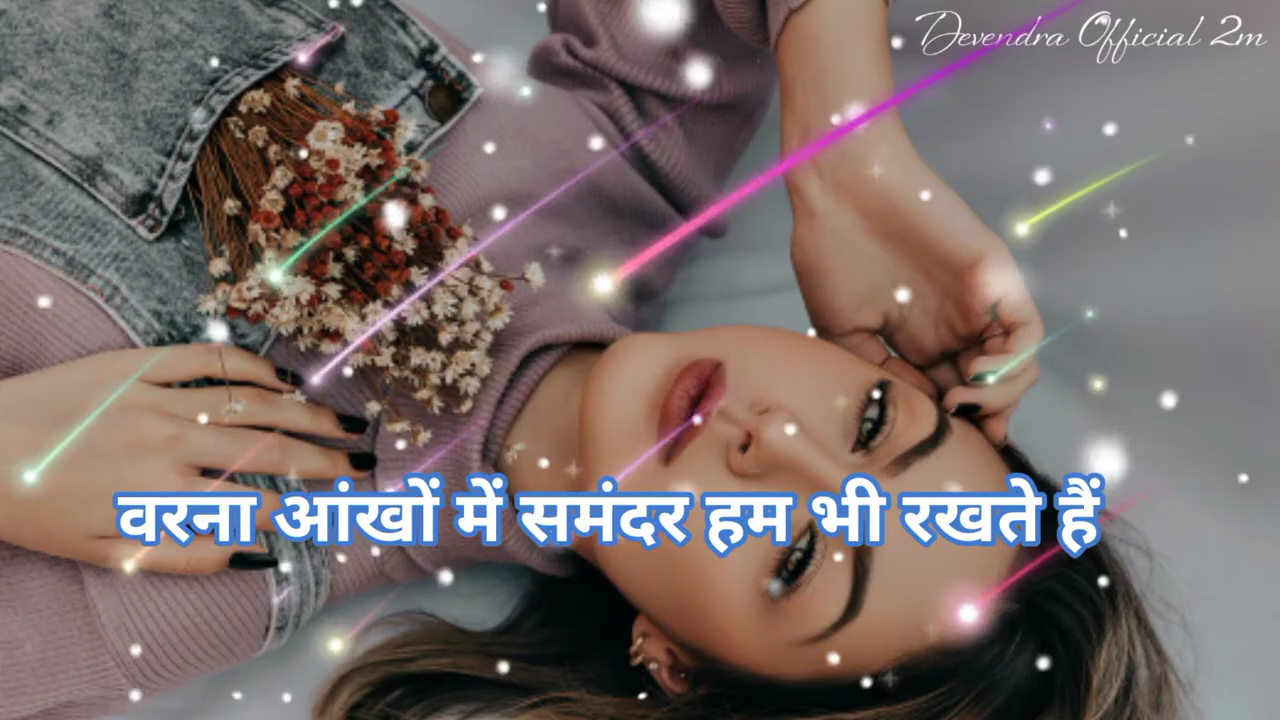 Devendra Official 2m
वरना आंखों में समंदर हम भी रखते हैं